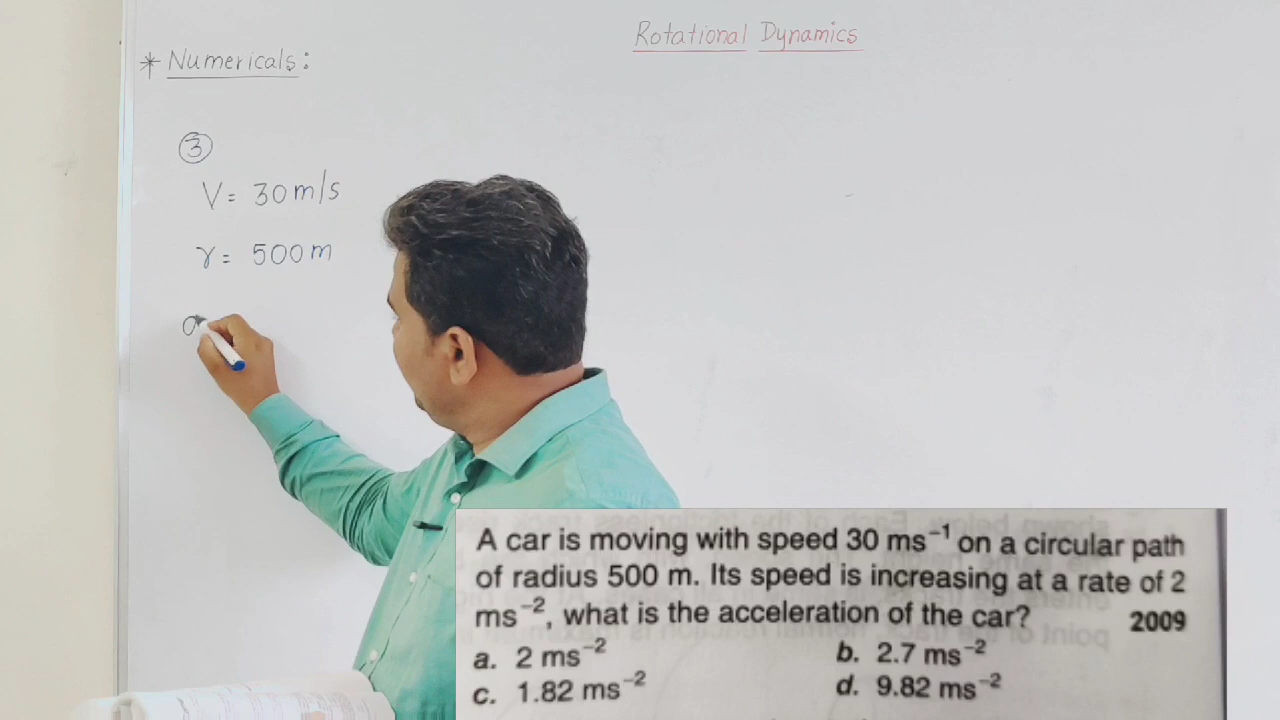 Rotational Dynamics
* Numericals:
3
V = 30 m/s
r = 500 m
a
A car is moving with speed 30 ms⁻¹ on a circular path
of radius 500 m. Its speed is increasing at a rate of 2
ms⁻², what is the acceleration of the car? 2009
a. 2 ms⁻² b. 2.7 ms⁻²
c. 1.82 ms⁻² d. 9.82 ms⁻²